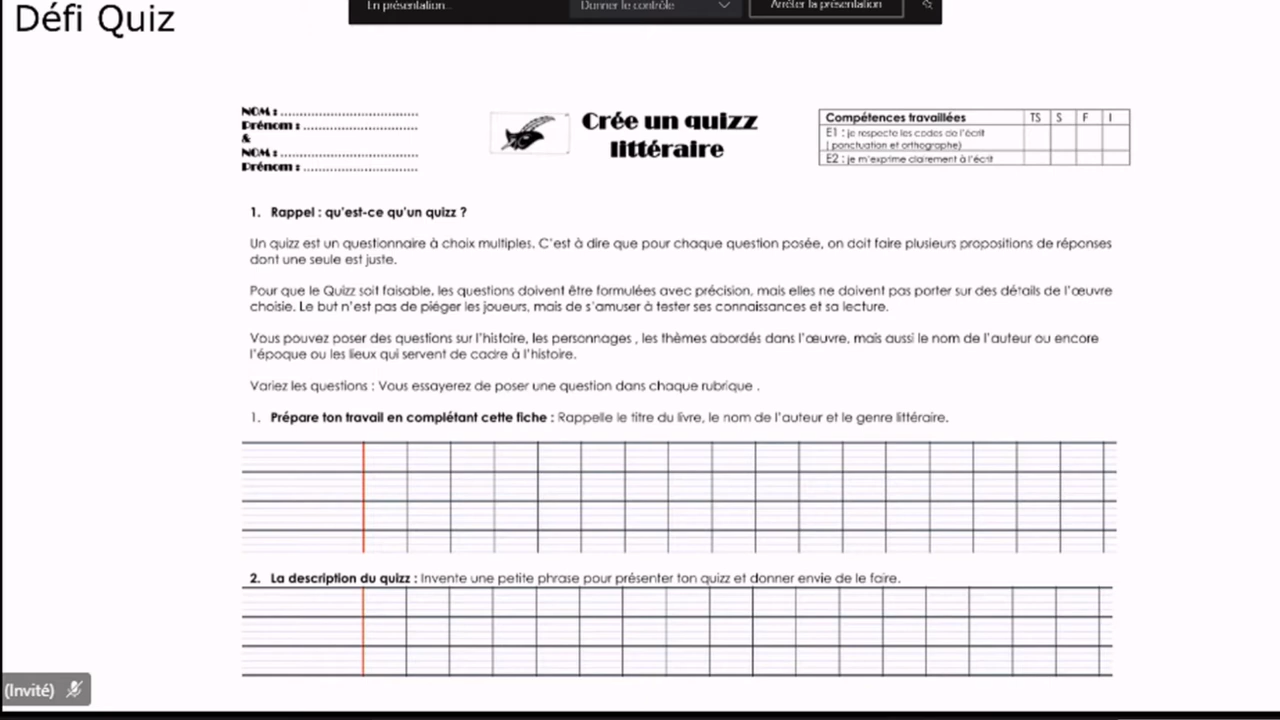 Défi Quiz
En présentation...
Donner le contrôle
Arrêter la présentation
NOM : ........................................
Prénom : .................................
&
NOM : ........................................
Prénom : .................................
Crée un quizz
littéraire
Compétences travaillées TS S F I
E1 : je respecte les codes de l'écrit
( ponctuation et orthographe)
E2 : je m'exprime clairement à l'écrit
1. Rappel : qu'est-ce qu'un quizz ?
Un quizz est un questionnaire à choix multiples. C'est à dire que pour chaque question posée, on doit faire plusieurs propositions de réponses
dont une seule est juste.
Pour que le Quizz soit faisable, les questions doivent être formulées avec précision, mais elles ne doivent pas porter sur des détails de l'œuvre
choisie. Le but n'est pas de piéger les joueurs, mais de s'amuser à tester ses connaissances et sa lecture.
Vous pouvez poser des questions sur l'histoire, les personnages , les thèmes abordés dans l'œuvre, mais aussi le nom de l'auteur ou encore
l'époque ou les lieux qui servent de cadre à l'histoire.
Variez les questions : Vous essayerez de poser une question dans chaque rubrique .
1. Prépare ton travail en complétant cette fiche : Rappelle le titre du livre, le nom de l'auteur et le genre littéraire.
2. La description du quizz : Invente une petite phrase pour présenter ton quizz et donner envie de le faire.
(Invité)